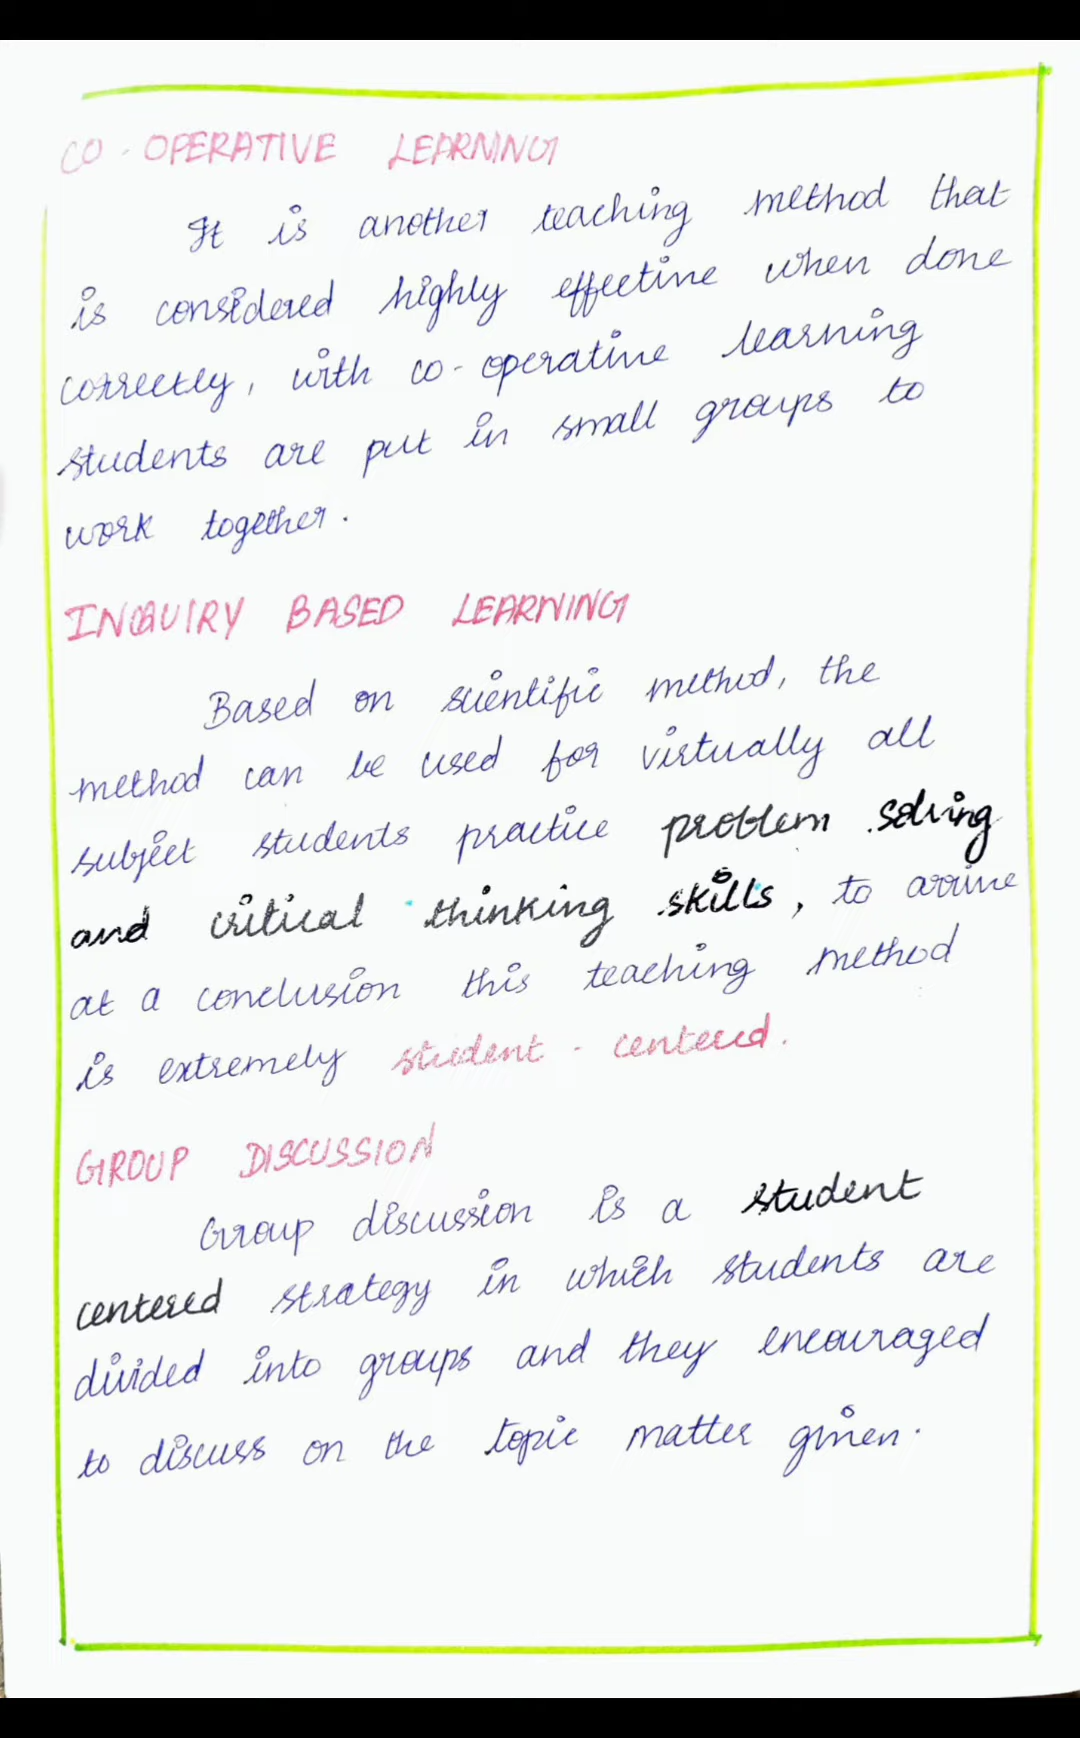 CO-OPERATIVE LEARNING
It is another teaching method that
is considered highly effective when done
correctly, with co-operative learning
students are put in small groups to
work together.
INQUIRY BASED LEARNING
Based on scientific method, the
method can be used for virtually all
subject students practice problem solving
and critical thinking skills, to arrive
at a conclusion this teaching method
is extremely student-centered.
GROUP DISCUSSION
Group discussion is a student
centered strategy in which students are
divided into groups and they encouraged
to discuss on the topic matter given.